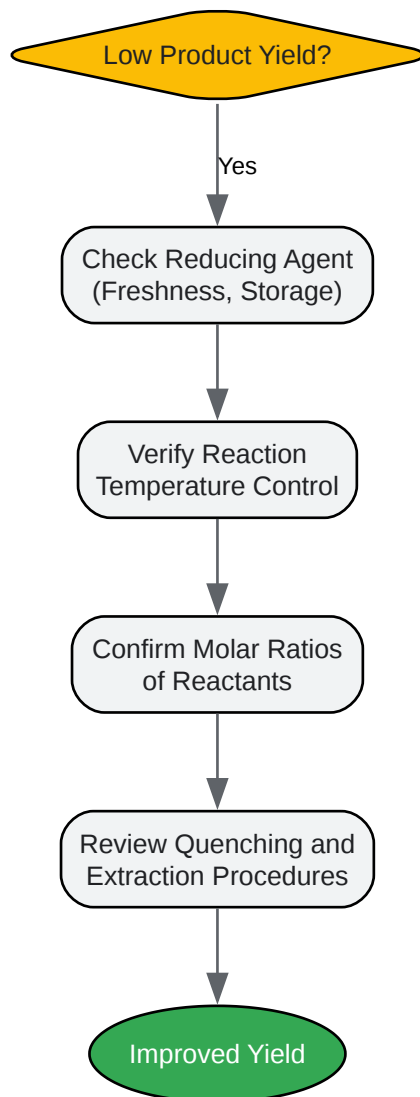 Low Product Yield?
Yes
Check Reducing Agent
(Freshness, Storage)
Verify Reaction
Temperature Control
Confirm Molar Ratios
of Reactants
Review Quenching and
Extraction Procedures
Improved Yield